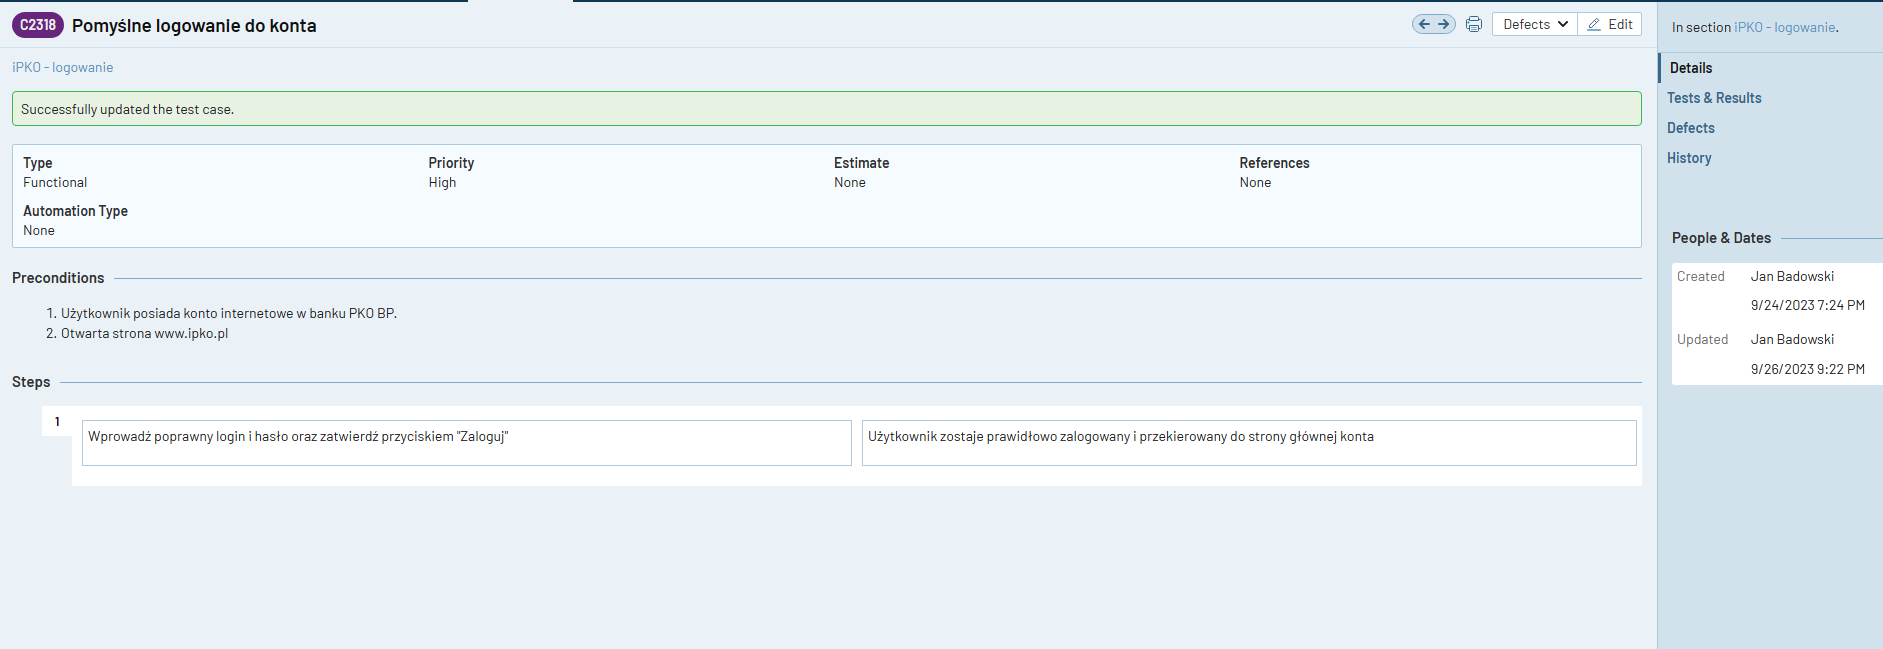 C2318 Pomyślne logowanie do konta
Defects Edit
iPKO - logowanie
Successfully updated the test case.
Type Priority Estimate References
Functional High None None
Automation Type
None
Preconditions
1. Użytkownik posiada konto internetowe w banku PKO BP.
2. Otwarta strona www.ipko.pl
Steps
1
Wprowadź poprawny login i hasło oraz zatwierdź przyciskiem "Zaloguj"
Użytkownik zostaje prawidłowo zalogowany i przekierowany do strony głównej konta
In section iPKO - logowanie.
Details
Tests & Results
Defects
History
People & Dates
Created Jan Badowski
9/24/2023 7:24 PM
Updated Jan Badowski
9/26/2023 9:22 PM